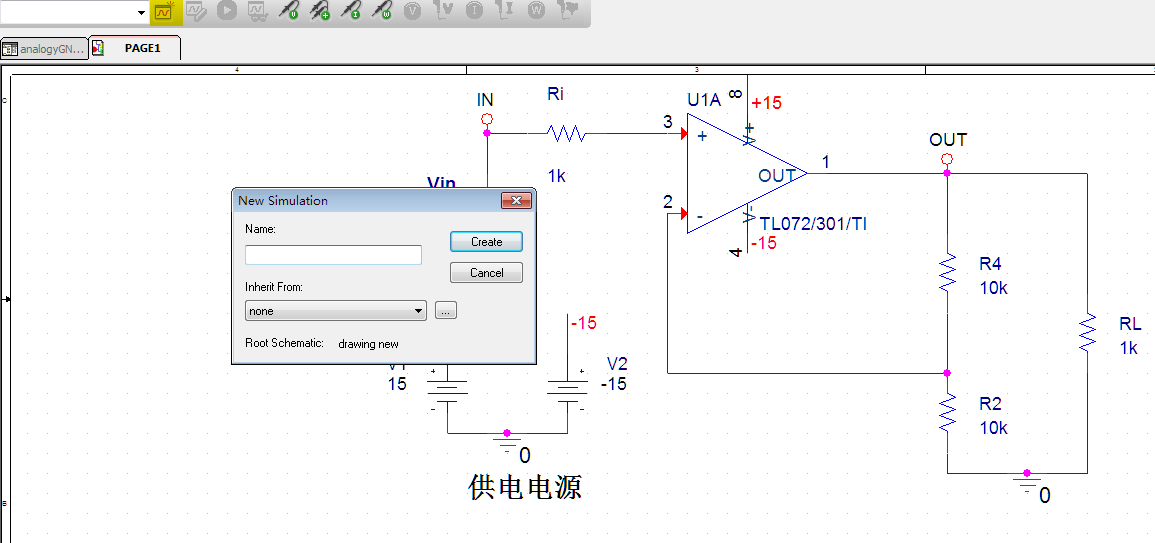 analogyGN...
PAGE1
4
3
C
IN
Ri
1k
U1A
8
+15
3
+
V+
OUT
1
OUT
2
-
V-
TL072/301/TI
4
-15
Vin
New Simulation
Name:
Create
Cancel
Inherit From:
none
...
Root Schematic: drawing new
R4
10k
RL
1k
-15
V1
15
+
-
V2
-15
+
-
R2
10k
0
供电电源
0
B